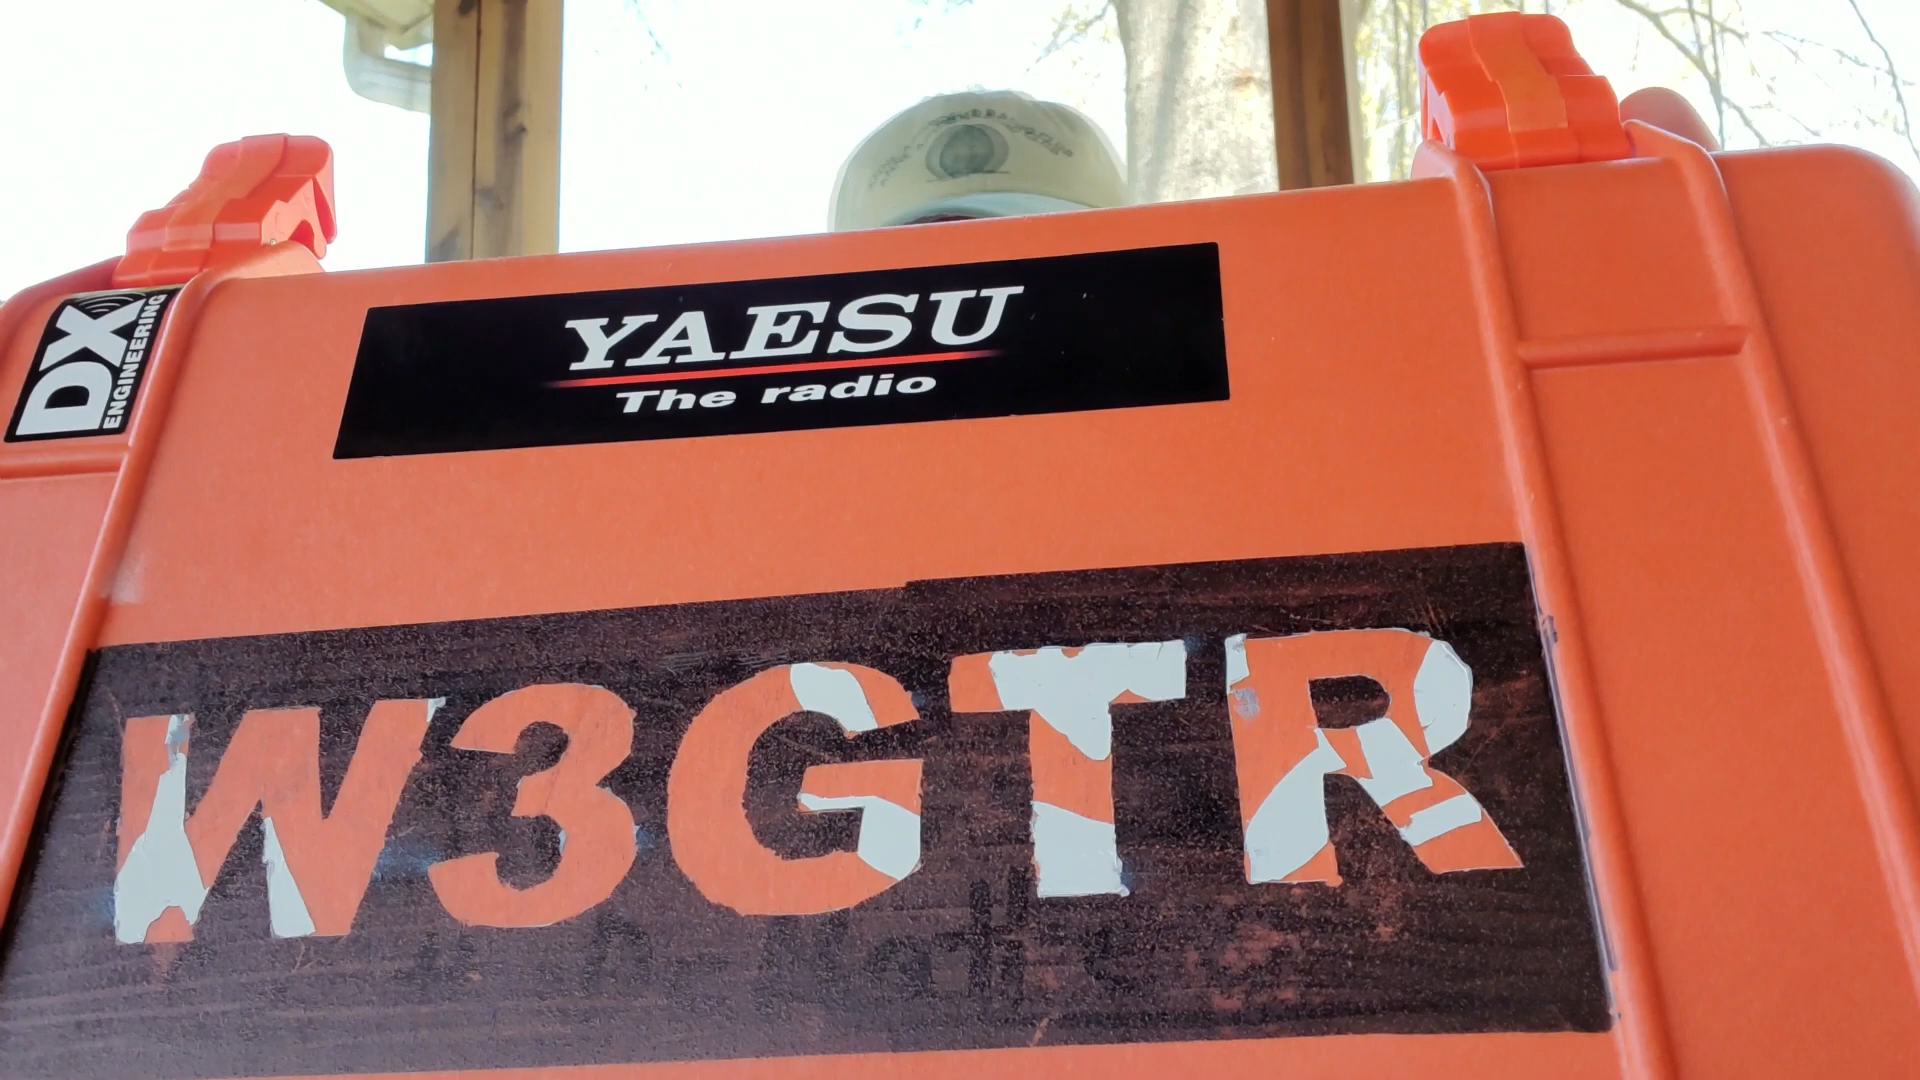 DX
ENGINEERING
YAESU
The radio
W3GTR